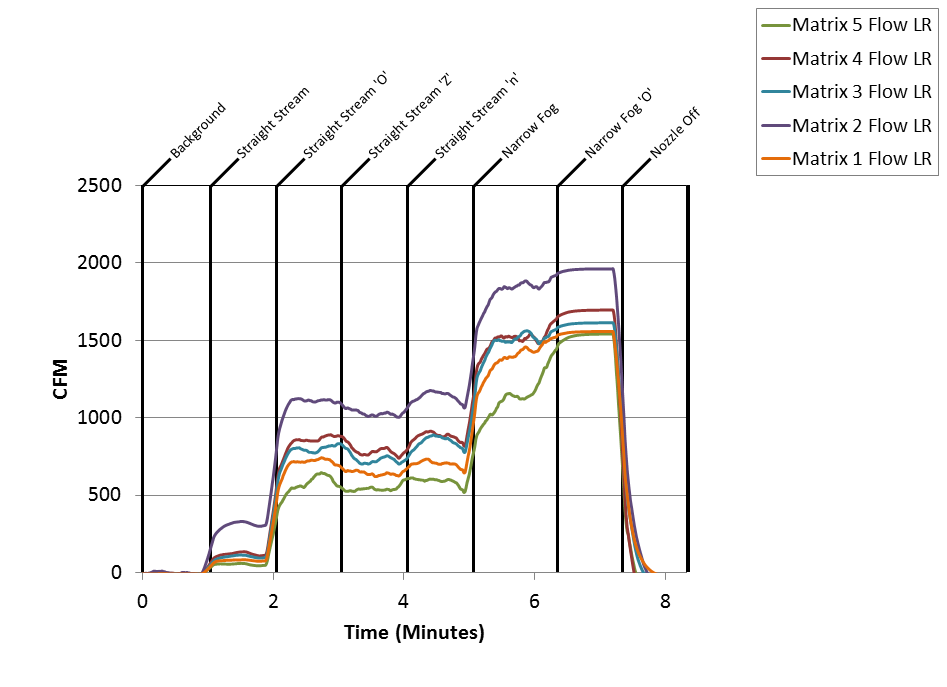 Matrix 5 Flow LR
Matrix 4 Flow LR
Matrix 3 Flow LR
Matrix 2 Flow LR
Matrix 1 Flow LR
Background
Straight Stream
Straight Stream 'O'
Straight Stream 'Z'
Straight Stream 'n'
Narrow Fog
Narrow Fog 'O'
Nozzle Off
2500
2000
1500
1000
500
0
CFM
0 2 4 6 8
Time (Minutes)